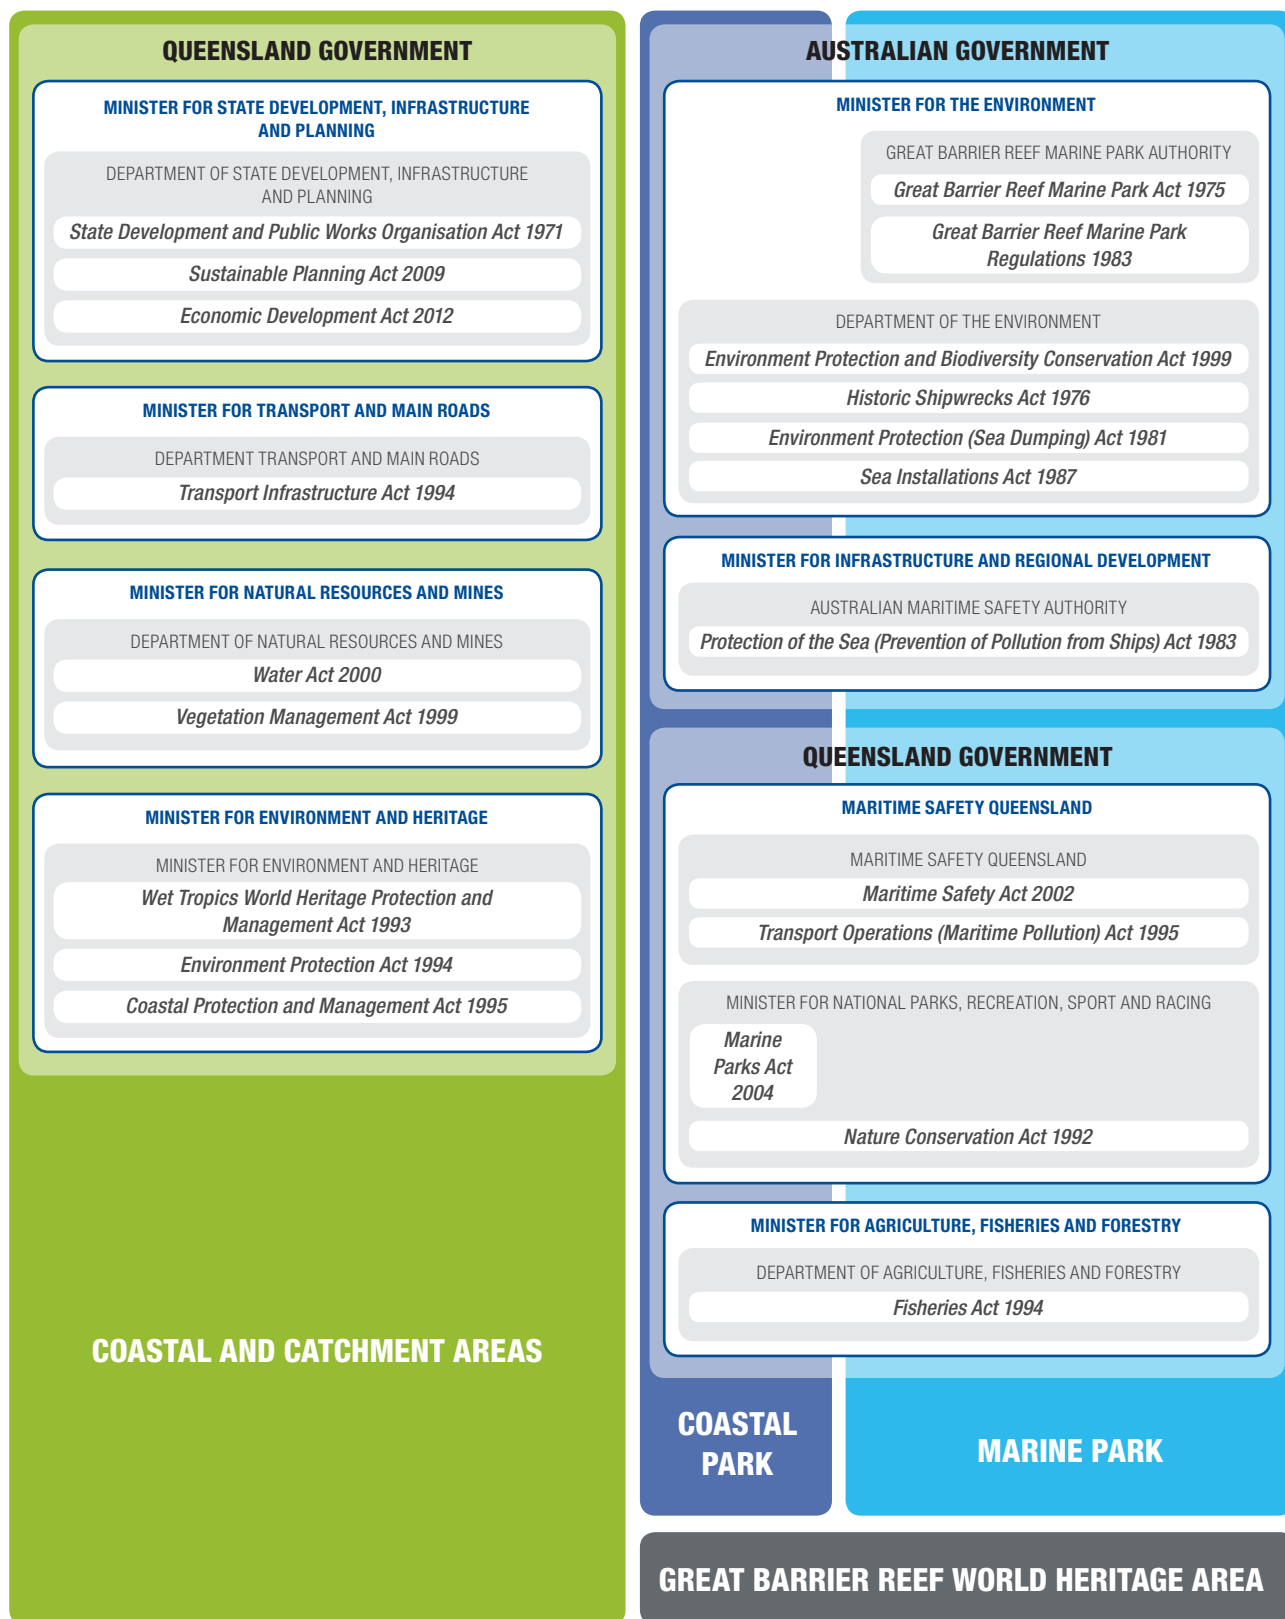 QUEENSLAND GOVERNMENT
MINISTER FOR STATE DEVELOPMENT, INFRASTRUCTURE
AND PLANNING
DEPARTMENT OF STATE DEVELOPMENT, INFRASTRUCTURE
AND PLANNING
State Development and Public Works Organisation Act 1971
Sustainable Planning Act 2009
Economic Development Act 2012
MINISTER FOR TRANSPORT AND MAIN ROADS
DEPARTMENT TRANSPORT AND MAIN ROADS
Transport Infrastructure Act 1994
MINISTER FOR NATURAL RESOURCES AND MINES
DEPARTMENT OF NATURAL RESOURCES AND MINES
Water Act 2000
Vegetation Management Act 1999
MINISTER FOR ENVIRONMENT AND HERITAGE
MINISTER FOR ENVIRONMENT AND HERITAGE
Wet Tropics World Heritage Protection and
Management Act 1993
Environment Protection Act 1994
Coastal Protection and Management Act 1995
COASTAL AND CATCHMENT AREAS
AUSTRALIAN GOVERNMENT
MINISTER FOR THE ENVIRONMENT
GREAT BARRIER REEF MARINE PARK AUTHORITY
Great Barrier Reef Marine Park Act 1975
Great Barrier Reef Marine Park
Regulations 1983
DEPARTMENT OF THE ENVIRONMENT
Environment Protection and Biodiversity Conservation Act 1999
Historic Shipwrecks Act 1976
Environment Protection (Sea Dumping) Act 1981
Sea Installations Act 1987
MINISTER FOR INFRASTRUCTURE AND REGIONAL DEVELOPMENT
AUSTRALIAN MARITIME SAFETY AUTHORITY
Protection of the Sea (Prevention of Pollution from Ships) Act 1983
QUEENSLAND GOVERNMENT
MARITIME SAFETY QUEENSLAND
MARITIME SAFETY QUEENSLAND
Maritime Safety Act 2002
Transport Operations (Maritime Pollution) Act 1995
MINISTER FOR NATIONAL PARKS, RECREATION, SPORT AND RACING
Marine
Parks Act
2004
Nature Conservation Act 1992
MINISTER FOR AGRICULTURE, FISHERIES AND FORESTRY
DEPARTMENT OF AGRICULTURE, FISHERIES AND FORESTRY
Fisheries Act 1994
COASTAL
PARK
MARINE PARK
GREAT BARRIER REEF WORLD HERITAGE AREA